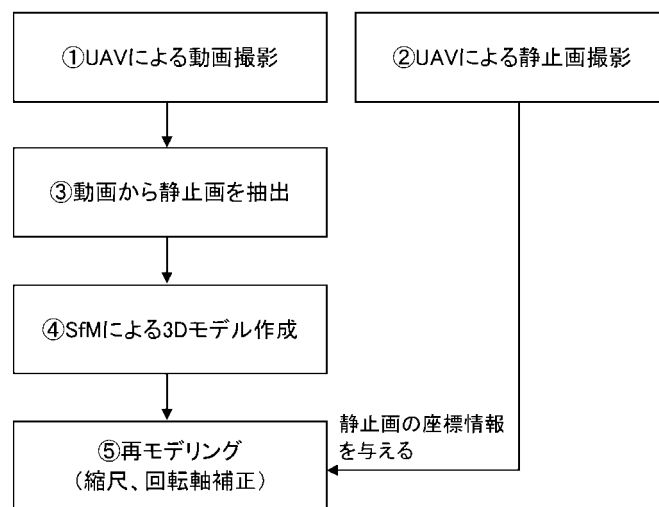 ①UAVによる動画撮影
②UAVによる静止画撮影
③動画から静止画を抽出
④SfMによる3Dモデル作成
静止画の座標情報
を与える
⑤再モデリング
（縮尺、回転軸補正）